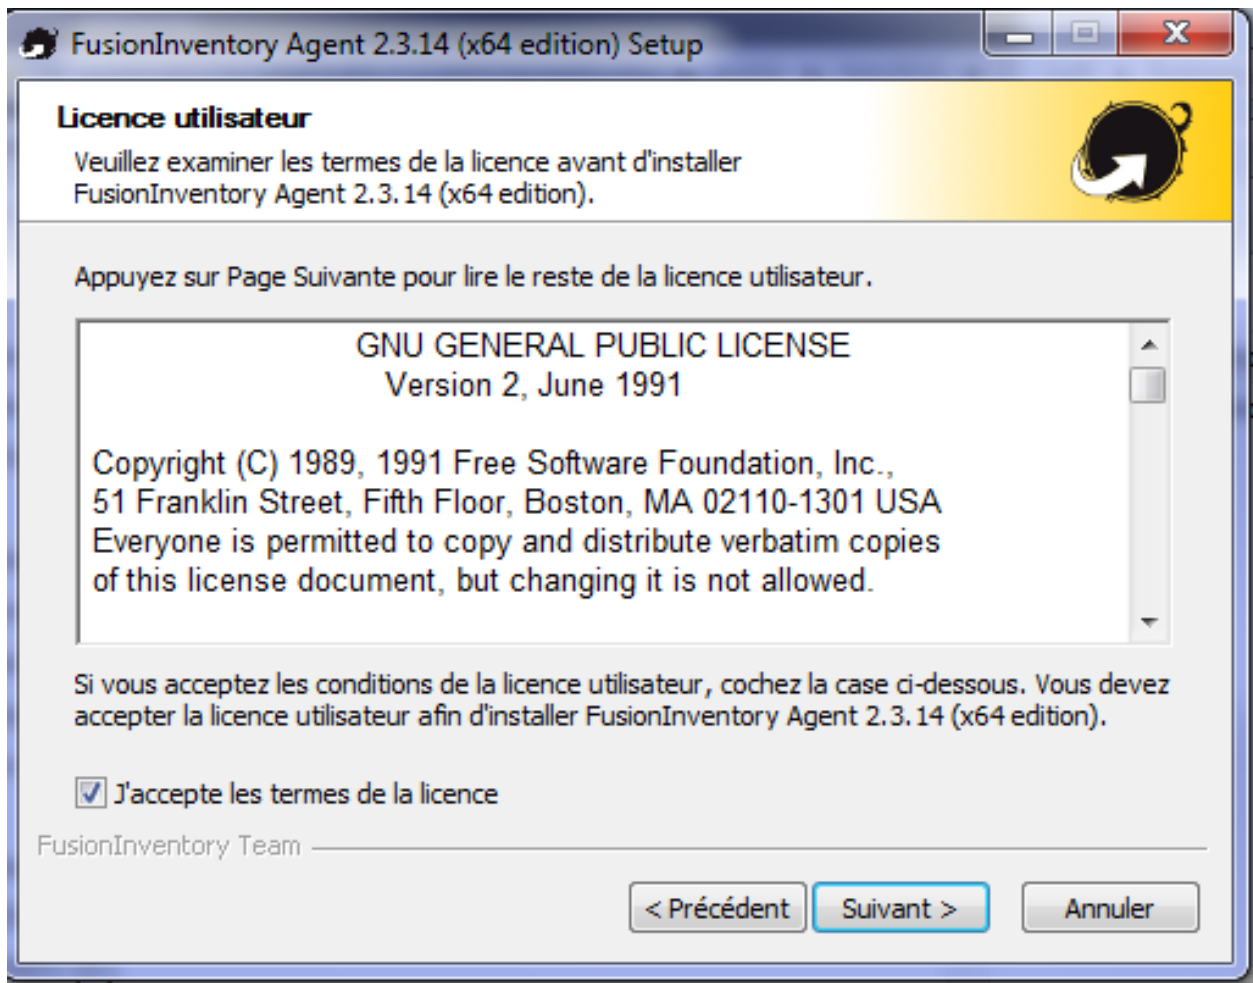 FusionInventory Agent 2.3.14 (x64 edition) Setup
Licence utilisateur
Veuillez examiner les termes de la licence avant d'installer
FusionInventory Agent 2.3.14 (x64 edition).
Appuyez sur Page Suivante pour lire le reste de la licence utilisateur.
GNU GENERAL PUBLIC LICENSE
Version 2, June 1991
Copyright (C) 1989, 1991 Free Software Foundation, Inc.,
51 Franklin Street, Fifth Floor, Boston, MA 02110-1301 USA
Everyone is permitted to copy and distribute verbatim copies
of this license document, but changing it is not allowed.
Si vous acceptez les conditions de la licence utilisateur, cochez la case ci-dessous. Vous devez
accepter la licence utilisateur afin d'installer FusionInventory Agent 2.3.14 (x64 edition).
J'accepte les termes de la licence
FusionInventory Team
< Précédent Suivant > Annuler